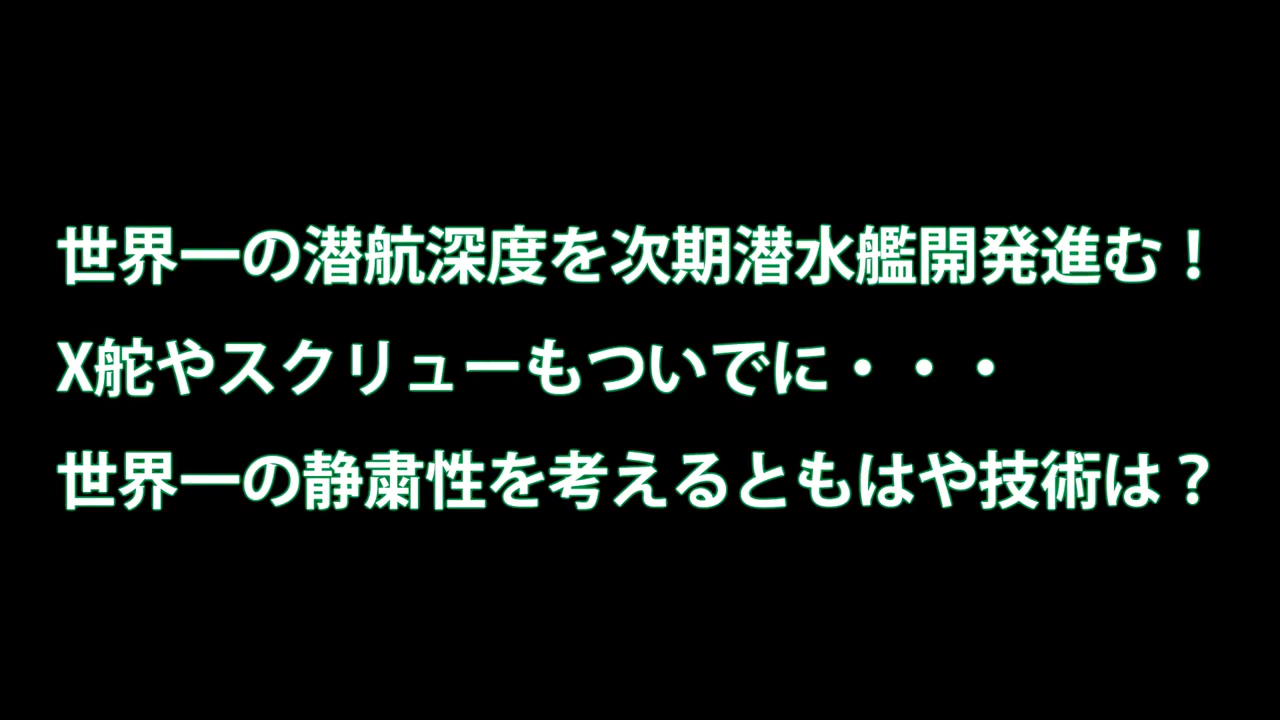 世界一の潜航深度を次期潜水艦開発進む！
X舵やスクリューもついでに・・・
世界一の静粛性を考えるともはや技術は？